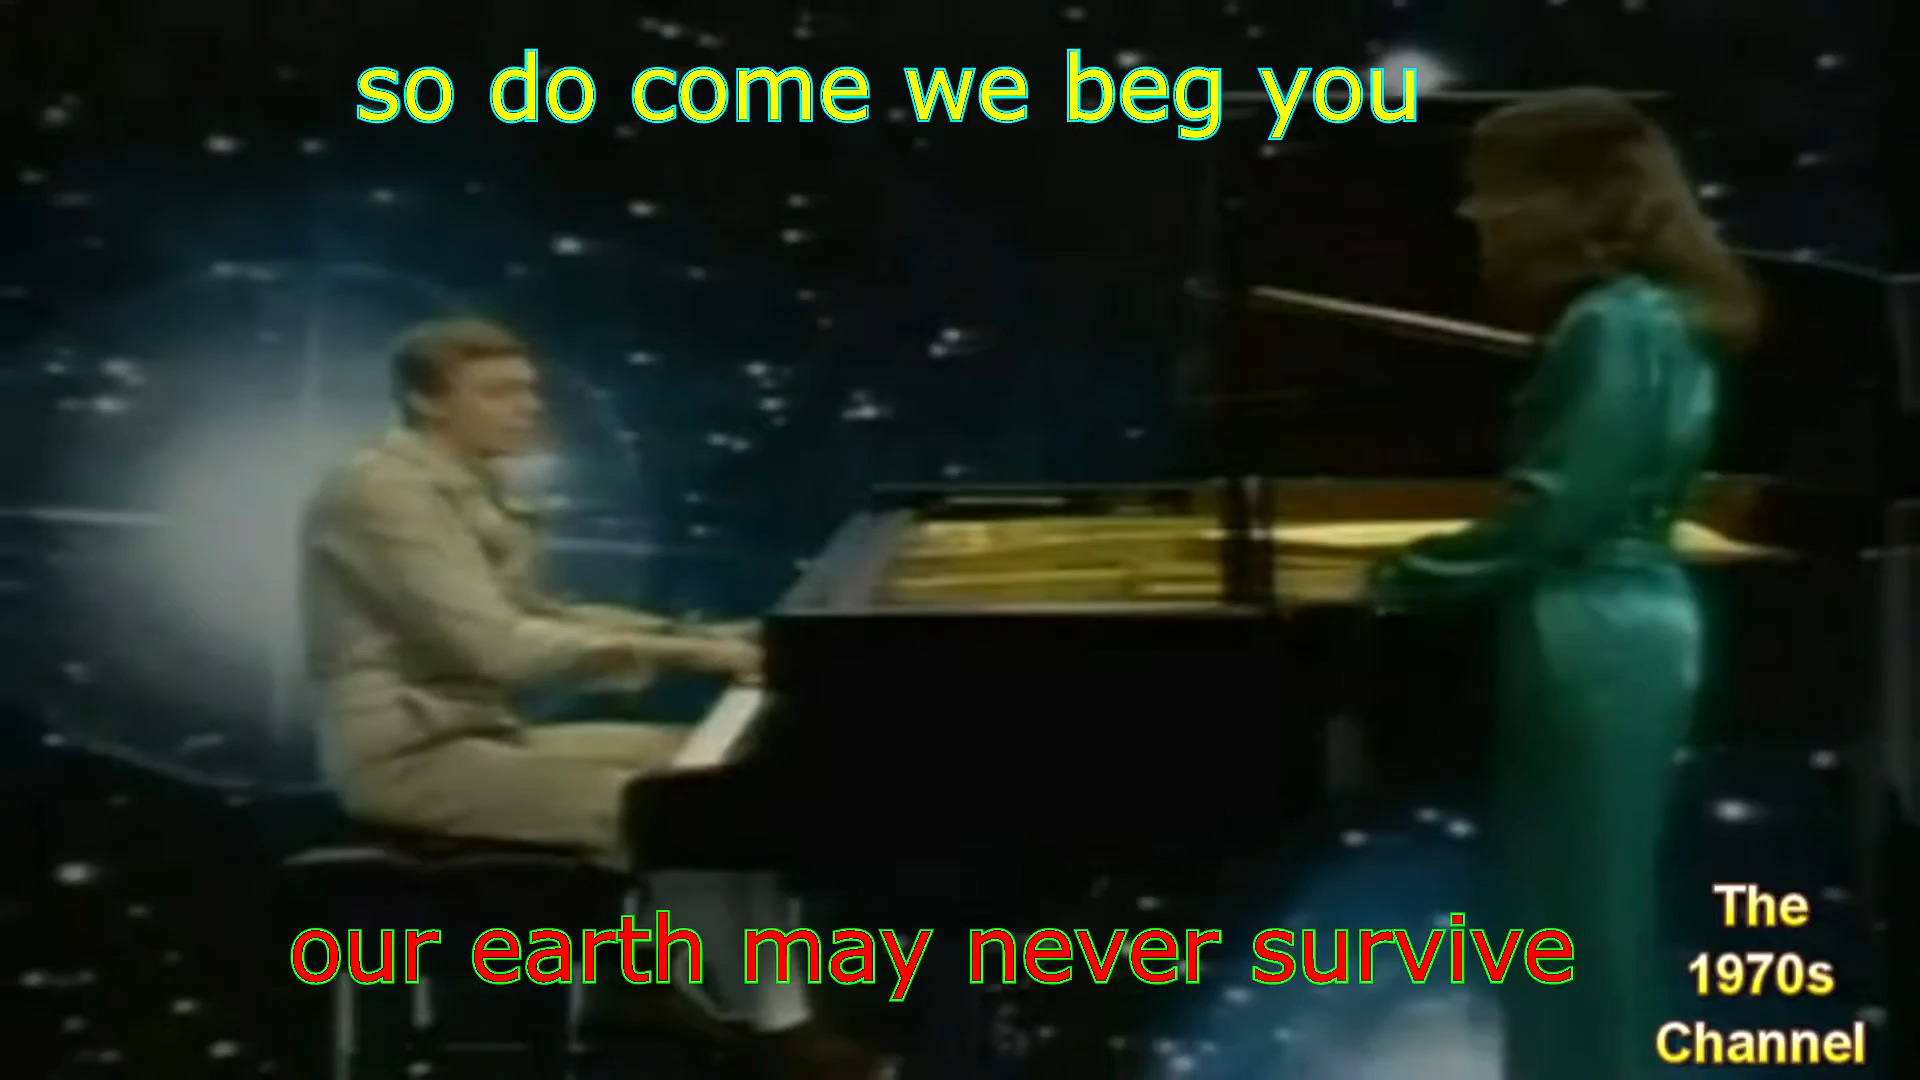 so do come we beg you
our earth may never survive
The
1970s
Channel